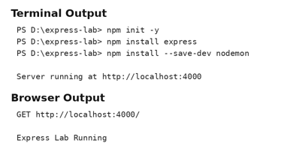 Terminal Output
PS D:\express-lab> npm init -y
PS D:\express-lab> npm install express
PS D:\express-lab> npm install --save-dev nodemon
Server running at http://localhost:4000
Browser Output
GET http://localhost:4000/
Express Lab Running